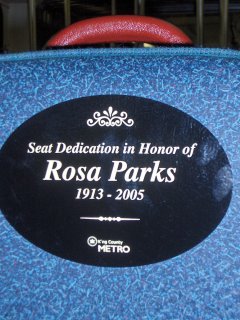 Seat Dedication in Honor of
Rosa Parks
1913 - 2005
King County
METRO